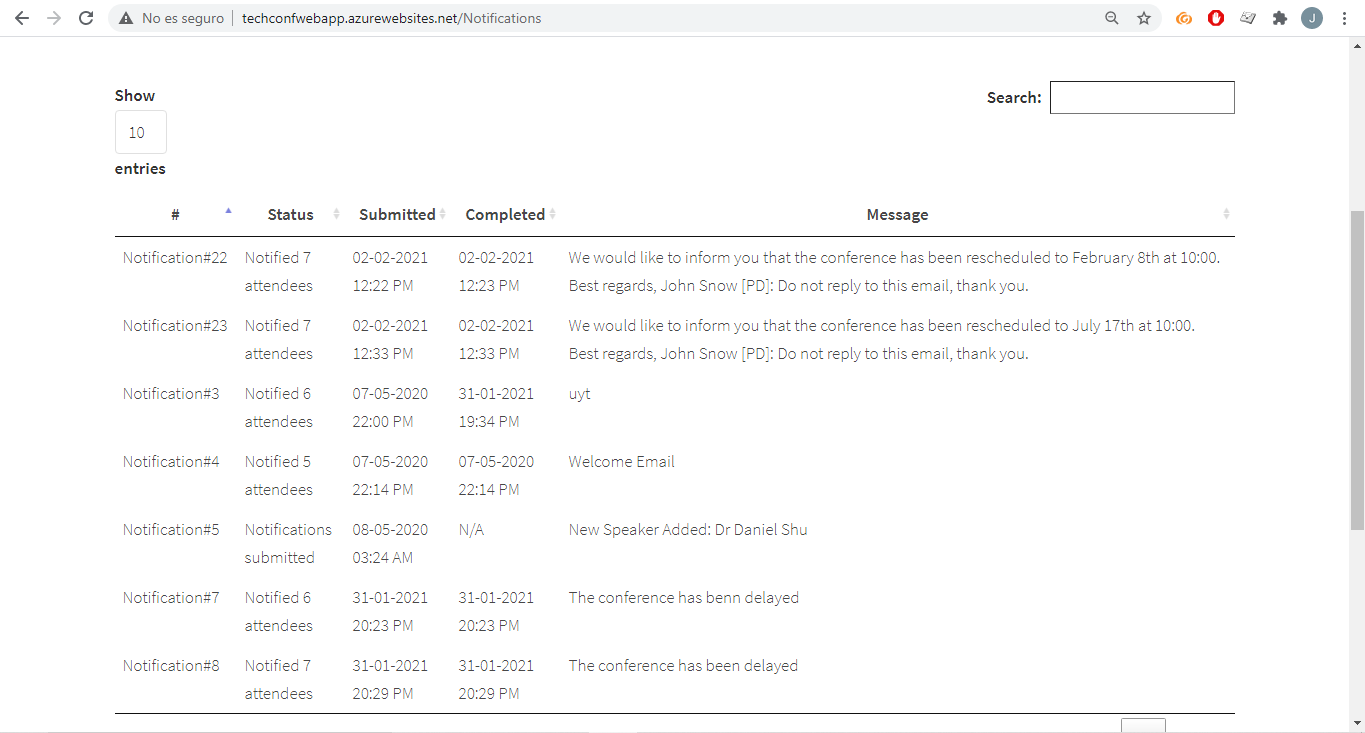 No es seguro | techconfwebapp.azurewebsites.net/Notifications
J
Show
10
entries
Search:
# Status Submitted Completed Message
Notification#22 Notified 7 02-02-2021 02-02-2021 We would like to inform you that the conference has been rescheduled to February 8th at 10:00.
attendees 12:22 PM 12:23 PM Best regards, John Snow [PD]: Do not reply to this email, thank you.
Notification#23 Notified 7 02-02-2021 02-02-2021 We would like to inform you that the conference has been rescheduled to July 17th at 10:00.
attendees 12:33 PM 12:33 PM Best regards, John Snow [PD]: Do not reply to this email, thank you.
Notification#3 Notified 6 07-05-2020 31-01-2021 uyt
attendees 22:00 PM 19:34 PM
Notification#4 Notified 5 07-05-2020 07-05-2020 Welcome Email
attendees 22:14 PM 22:14 PM
Notification#5 Notifications 08-05-2020 N/A New Speaker Added: Dr Daniel Shu
submitted 03:24 AM
Notification#7 Notified 6 31-01-2021 31-01-2021 The conference has benn delayed
attendees 20:23 PM 20:23 PM
Notification#8 Notified 7 31-01-2021 31-01-2021 The conference has been delayed
attendees 20:29 PM 20:29 PM